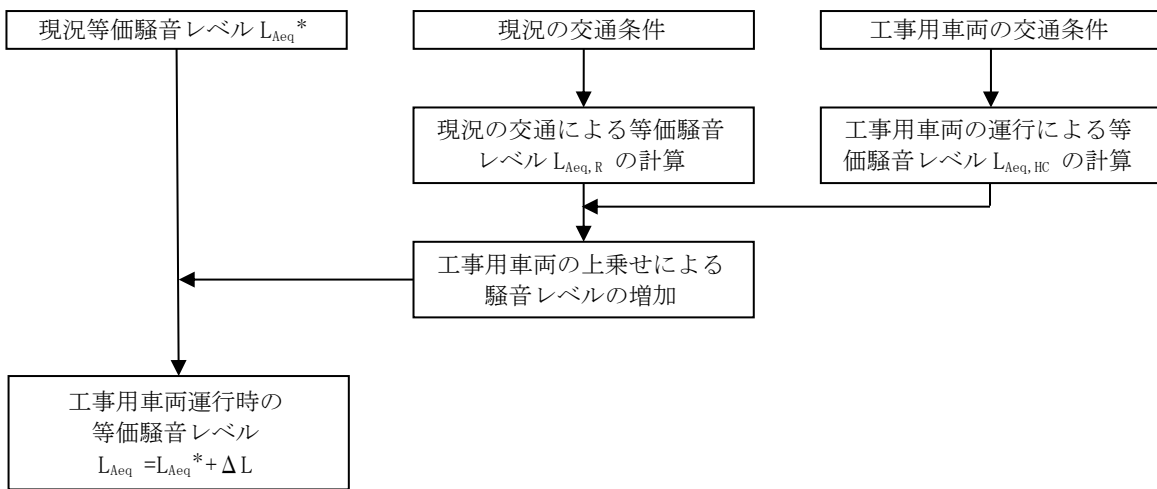 現況等価騒音レベル L_Aeq*
現況の交通条件
工事用車両の交通条件
現況の交通による等価騒音
レベル L_Aeq,R の計算
工事用車両の運行による等
価騒音レベル L_Aeq,HC の計算
工事用車両の上乗せによる
騒音レベルの増加
工事用車両運行時の
等価騒音レベル
L_Aeq =L_Aeq*+ΔL